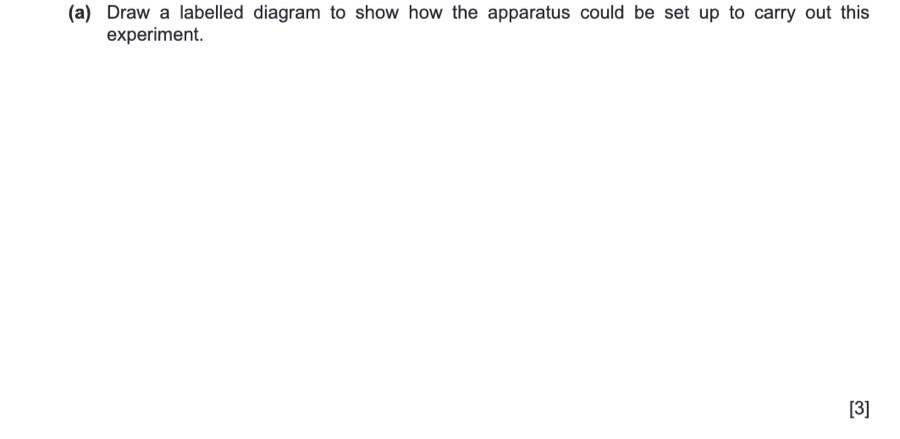 (a) Draw a labelled diagram to show how the apparatus could be set up to carry out this
experiment.
[3]